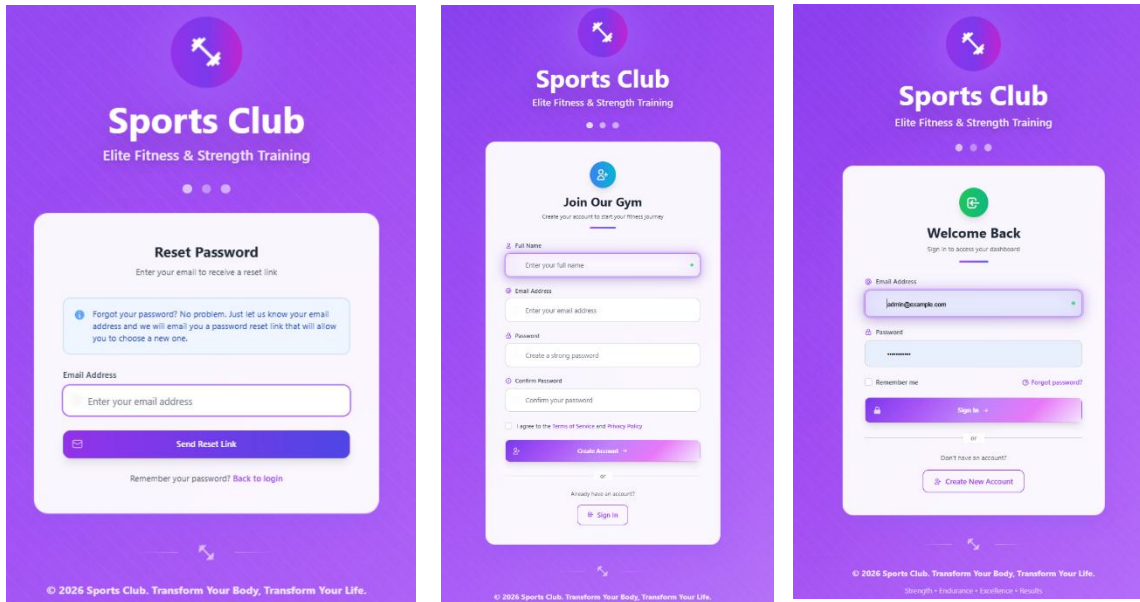 Sports Club
Elite Fitness & Strength Training
Reset Password
Enter your email to receive a reset link
Forgot your password? No problem. Just let us know your email
address and we will email you a password reset link that will allow
you to choose a new one.
Email Address
Enter your email address
Send Reset Link
Remember your password? Back to login
© 2026 Sports Club. Transform Your Body, Transform Your Life.
Sports Club
Elite Fitness & Strength Training
Join Our Gym
Create your account to start your fitness journey
Full Name
Enter your full name
Email Address
Enter your email address
Password
Create a strong password
Confirm Password
Confirm your password
I agree to the Terms of Service and Privacy Policy
Create Account →
or
Already have an account?
Sign In
© 2026 Sports Club. Transform Your Body, Transform Your Life.
Sports Club
Elite Fitness & Strength Training
Welcome Back
Sign in to access your dashboard
Email Address
admin@example.com
Password
Remember me
Forgot password?
Sign In →
or
Don't have an account?
Create New Account
© 2026 Sports Club. Transform Your Body, Transform Your Life.
Strength • Endurance • Excellence • Results